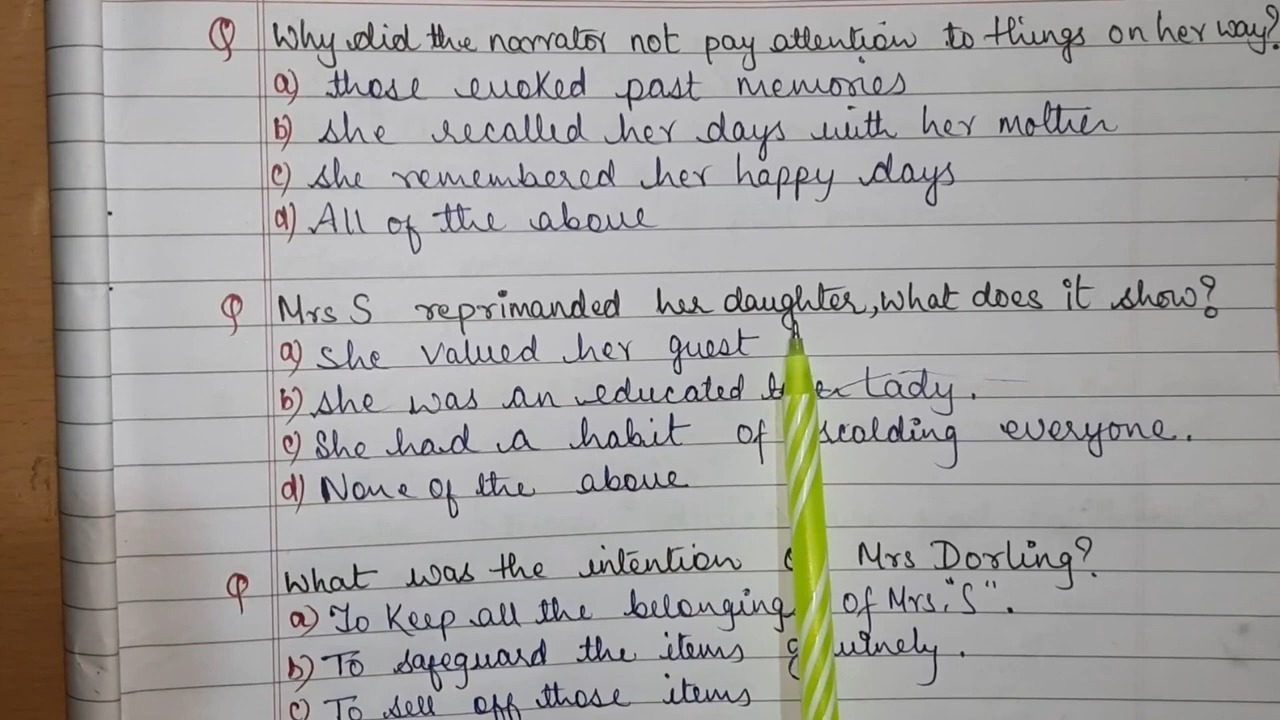 Q Why did the narrator not pay attention to things on her way?
a) those evoked past memories
b) she recalled her days with her mother
c) she remembered her happy days
d) All of the above
Q Mrs S reprimanded her daughter, what does it show?
a) she valued her guest
b) she was an educated lady.
c) She had a habit of scolding everyone.
d) None of the above
Q What was the intention Mrs Dorling?
a) To Keep all the belonging of Mrs. "S".
b) To safeguard the items
c) To sell off those items